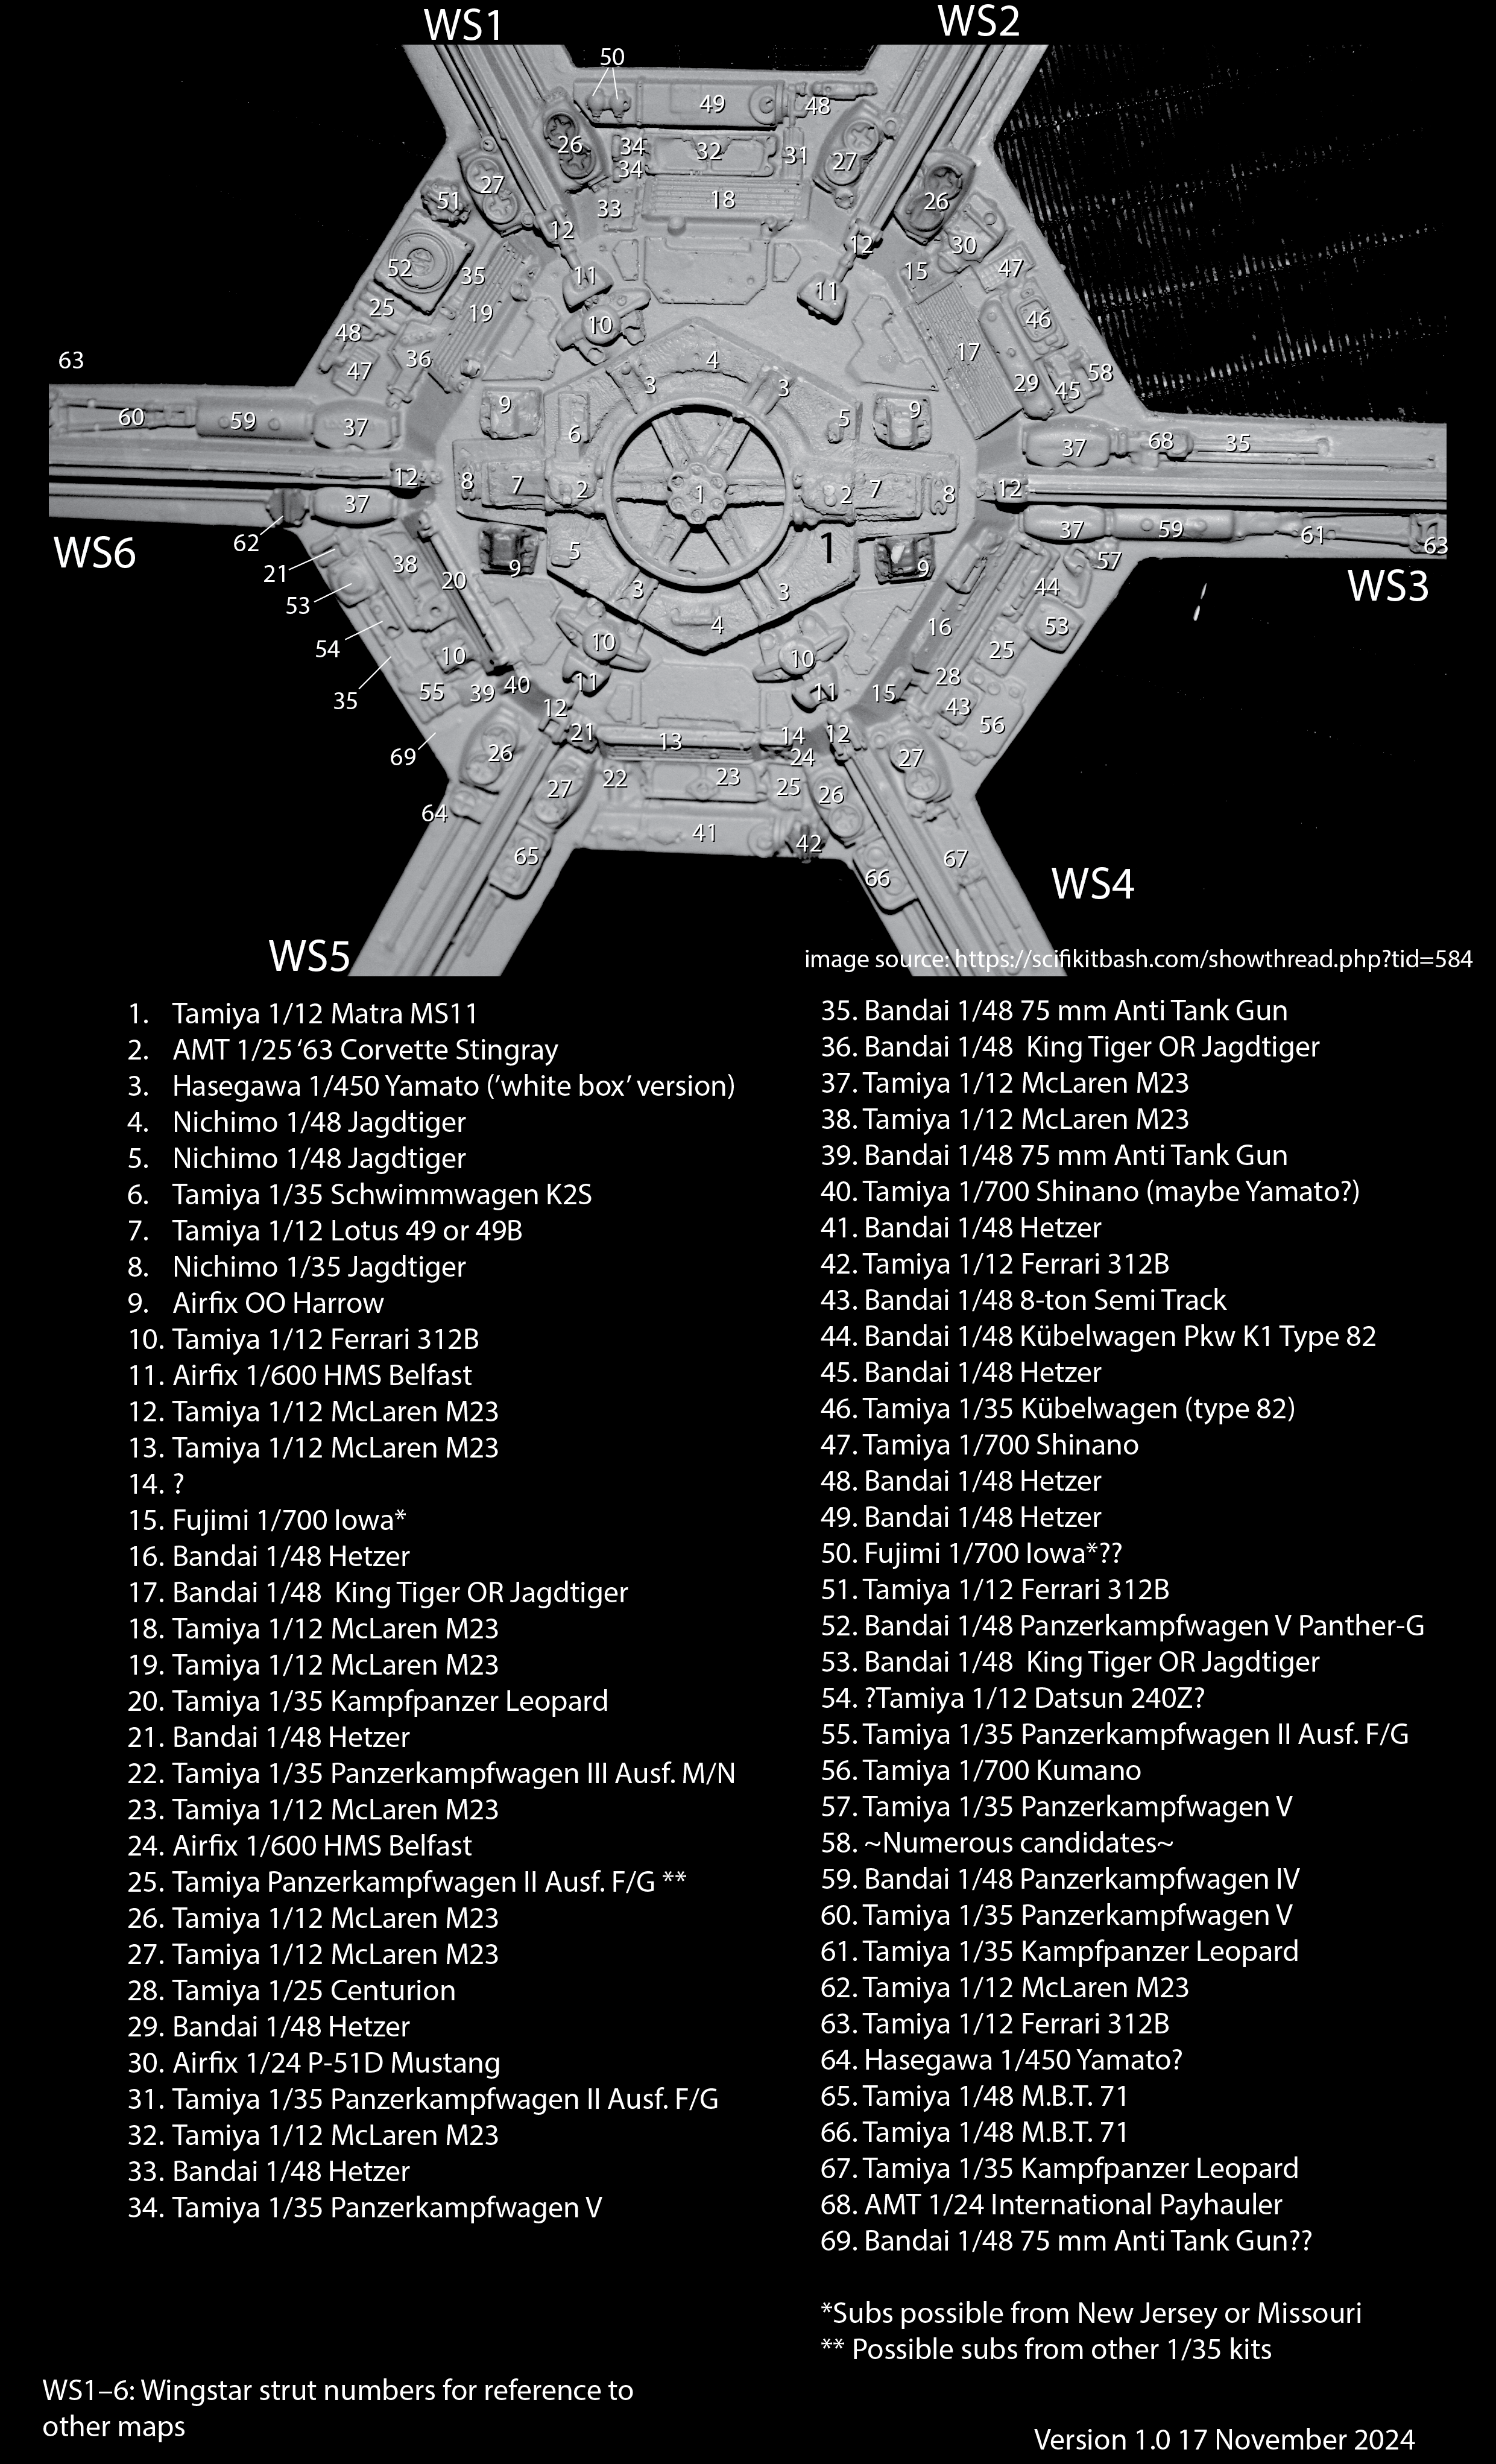 WS1
WS2
50
49
48
26
34
32
31
27
34
27
18
26
51
33
12
12
30
52
35
11
15
47
25
19
11
46
48
10
63
36
4
17
58
47
3
3
29
45
9
9
60
59
37
6
5
37
68
35
12
8
7
2
1
2
7
8
12
37
37
59
61
63
62
5
1
57
WS6
21
38
20
9
9
44
WS3
53
3
3
16
53
54
10
4
25
10
10
28
35
55
39
40
11
11
15
43
12
56
69
21
13
14
12
26
24
27
22
23
25
26
27
64
41
42
65
67
66
WS4
WS5
image source: https://scifikitbash.com/showthread.php?tid=584
1. Tamiya 1/12 Matra MS11
2. AMT 1/25 ‘63 Corvette Stingray
3. Hasegawa 1/450 Yamato (’white box’ version)
4. Nichimo 1/48 Jagdtiger
5. Nichimo 1/48 Jagdtiger
6. Tamiya 1/35 Schwimmwagen K2S
7. Tamiya 1/12 Lotus 49 or 49B
8. Nichimo 1/35 Jagdtiger
9. Airfix OO Harrow
10. Tamiya 1/12 Ferrari 312B
11. Airfix 1/600 HMS Belfast
12. Tamiya 1/12 McLaren M23
13. Tamiya 1/12 McLaren M23
14. ?
15. Fujimi 1/700 Iowa*
16. Bandai 1/48 Hetzer
17. Bandai 1/48 King Tiger OR Jagdtiger
18. Tamiya 1/12 McLaren M23
19. Tamiya 1/12 McLaren M23
20. Tamiya 1/35 Kampfpanzer Leopard
21. Bandai 1/48 Hetzer
22. Tamiya 1/35 Panzerkampfwagen III Ausf. M/N
23. Tamiya 1/12 McLaren M23
24. Airfix 1/600 HMS Belfast
25. Tamiya Panzerkampfwagen II Ausf. F/G **
26. Tamiya 1/12 McLaren M23
27. Tamiya 1/12 McLaren M23
28. Tamiya 1/25 Centurion
29. Bandai 1/48 Hetzer
30. Airfix 1/24 P-51D Mustang
31. Tamiya 1/35 Panzerkampfwagen II Ausf. F/G
32. Tamiya 1/12 McLaren M23
33. Bandai 1/48 Hetzer
34. Tamiya 1/35 Panzerkampfwagen V
35. Bandai 1/48 75 mm Anti Tank Gun
36. Bandai 1/48 King Tiger OR Jagdtiger
37. Tamiya 1/12 McLaren M23
38. Tamiya 1/12 McLaren M23
39. Bandai 1/48 75 mm Anti Tank Gun
40. Tamiya 1/700 Shinano (maybe Yamato?)
41. Bandai 1/48 Hetzer
42. Tamiya 1/12 Ferrari 312B
43. Bandai 1/48 8-ton Semi Track
44. Bandai 1/48 Kübelwagen Pkw K1 Type 82
45. Bandai 1/48 Hetzer
46. Tamiya 1/35 Kübelwagen (type 82)
47. Tamiya 1/700 Shinano
48. Bandai 1/48 Hetzer
49. Bandai 1/48 Hetzer
50. Fujimi 1/700 Iowa*??
51. Tamiya 1/12 Ferrari 312B
52. Bandai 1/48 Panzerkampfwagen V Panther-G
53. Bandai 1/48 King Tiger OR Jagdtiger
54. ?Tamiya 1/12 Datsun 240Z?
55. Tamiya 1/35 Panzerkampfwagen II Ausf. F/G
56. Tamiya 1/700 Kumano
57. Tamiya 1/35 Panzerkampfwagen V
58. ~Numerous candidates~
59. Bandai 1/48 Panzerkampfwagen IV
60. Tamiya 1/35 Panzerkampfwagen V
61. Tamiya 1/35 Kampfpanzer Leopard
62. Tamiya 1/12 McLaren M23
63. Tamiya 1/12 Ferrari 312B
64. Hasegawa 1/450 Yamato?
65. Tamiya 1/48 M.B.T. 71
66. Tamiya 1/48 M.B.T. 71
67. Tamiya 1/35 Kampfpanzer Leopard
68. AMT 1/24 International Payhauler
69. Bandai 1/48 75 mm Anti Tank Gun??
*Subs possible from New Jersey or Missouri
** Possible subs from other 1/35 kits
WS1–6: Wingstar strut numbers for reference to
other maps
Version 1.0 17 November 2024